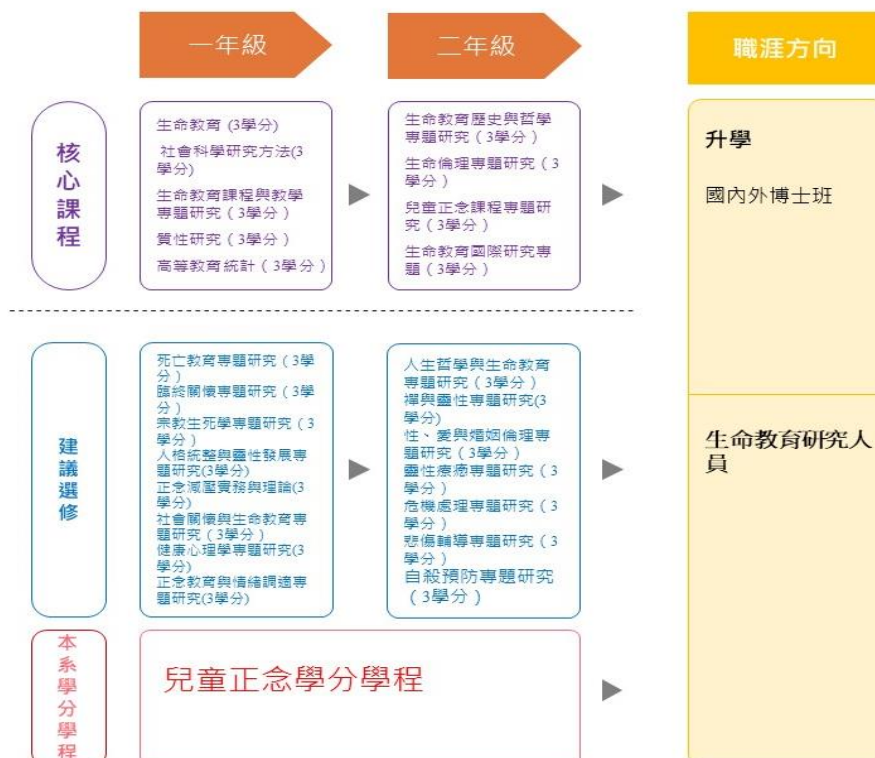 一年級
二年級
職涯方向
核心課程
生命教育 (3學分)
社會科學研究方法(3
學分)
生命教育課程與教學
專題研究（3學分）
質性研究（3學分）
高等教育統計（3學分）
生命教育歷史與哲學
專題研究（3學分）
生命倫理專題研究（3
學分）
兒童正念課程專題研
究（3學分）
生命教育國際研究專
題（3學分）
升學
國內外博士班
建議選修
死亡教育專題研究（3學
分）
臨終關懷專題研究（3學
分）
宗教生死學專題研究（3
學分）
人格統整與靈性發展專
題研究(3學分)
正念減壓實務與理論(3
學分)
社會關懷與生命教育專
題研究（3學分）
健康心理學專題研究(3
學分)
正念教育與情緒調適專
題研究(3學分)
人生哲學與生命教育
專題研究（3學分）
禪與靈性專題研究(3
學分)
性、愛與婚姻倫理專
題研究（3學分）
靈性療癒專題研究（3
學分）
危機處理專題研究（3
學分）
悲傷輔導專題研究（3
學分）
自殺預防專題研究
（3學分）
生命教育研究人
員
本系學分學程
兒童正念學分學程